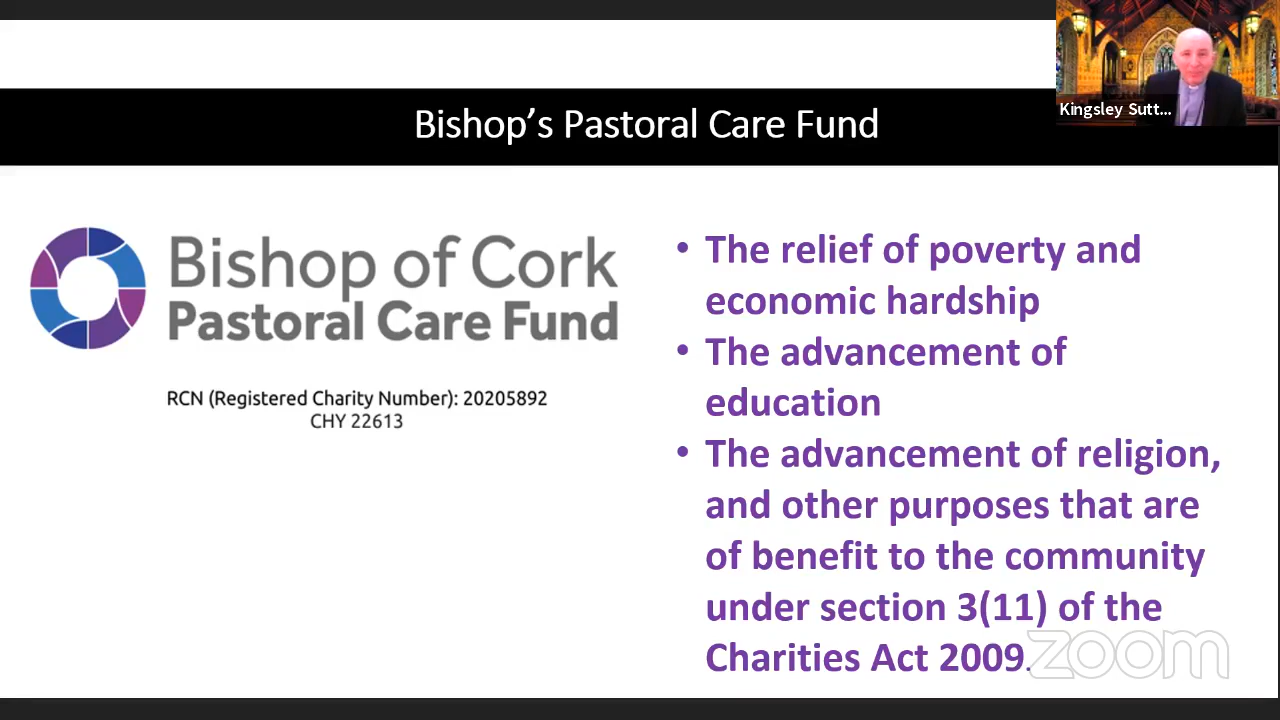 Bishop’s Pastoral Care Fund
Kingsley Sutt...
Bishop of Cork
Pastoral Care Fund
RCN (Registered Charity Number): 20205892
CHY 22613
• The relief of poverty and
economic hardship
• The advancement of
education
• The advancement of religion,
and other purposes that are
of benefit to the community
under section 3(11) of the
Charities Act 2009.
zoom